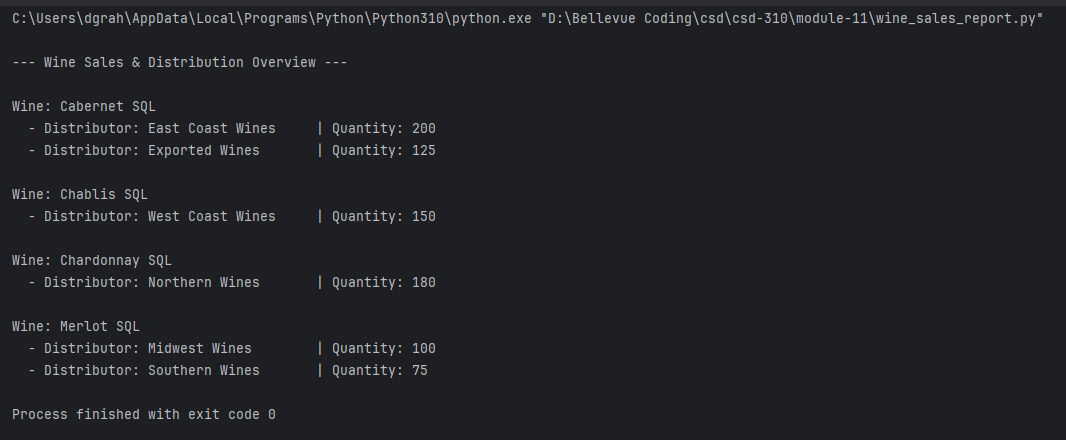 C:\Users\dgrah\AppData\Local\Programs\Python\Python310\python.exe "D:\Bellevue Coding\csd\csd-310\module-11\wine_sales_report.py"
--- Wine Sales & Distribution Overview ---
Wine: Cabernet SQL
  - Distributor: East Coast Wines     | Quantity: 200
  - Distributor: Exported Wines       | Quantity: 125
Wine: Chablis SQL
  - Distributor: West Coast Wines     | Quantity: 150
Wine: Chardonnay SQL
  - Distributor: Northern Wines       | Quantity: 180
Wine: Merlot SQL
  - Distributor: Midwest Wines        | Quantity: 100
  - Distributor: Southern Wines       | Quantity: 75
Process finished with exit code 0